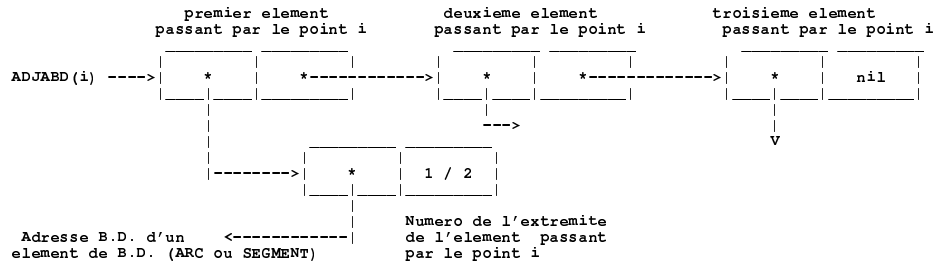 premier element deuxieme element troisieme element
passant par le point i passant par le point i passant par le point i
ADJABD(i) ---->| * | *------------>| * | *------------>| * | nil |
--->
V
|-------->| * | 1 / 2 |
Numero de l'extremite
Adresse B.D. d'un <------------| de l'element passant
element de B.D. (ARC ou SEGMENT) par le point i